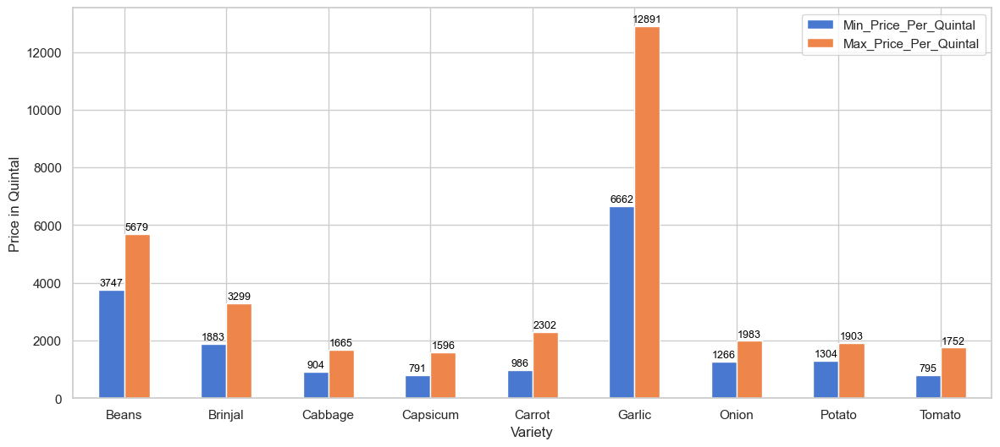 Min_Price_Per_Quintal
Max_Price_Per_Quintal
Price in Quintal
12000
10000
8000
6000
4000
2000
0
3747
5679
1883
3299
904
1665
791
1596
986
2302
6662
12891
1266
1983
1304
1903
795
1752
Beans
Brinjal
Cabbage
Capsicum
Carrot
Garlic
Onion
Potato
Tomato
Variety